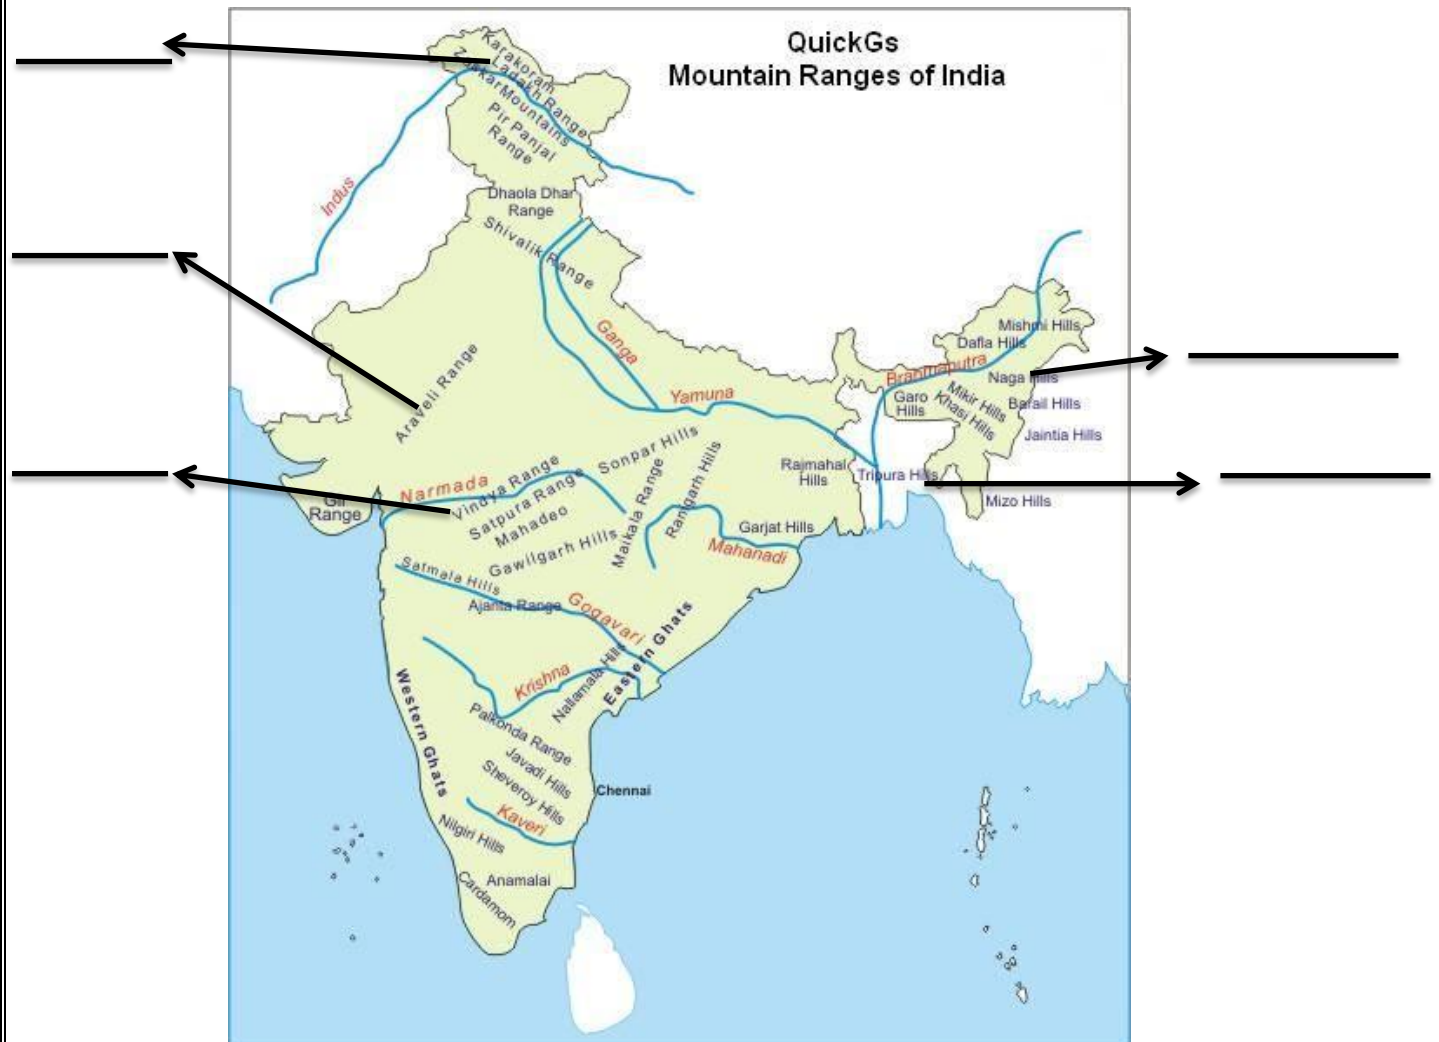 QuickGs
Mountain Ranges of India
Karakoram
Ladakh Range
Zaskar Mountains
Pir Panjal
Range
Indus
Dhaola Dhar
Range
Shivalik Range
Ganga
Yamuna
Mishmi Hills
Dafla Hills
Branmaputra
Naga Hills
Garo
Hills
Mikir Hills
Khasi Hills
Barail Hills
Jaintia Hills
Araveli Range
Sonpar Hills
Rajmahal
Hills
Tripura Hills
Mizo Hills
Gir
Range
Narmada
Vindya Range
Satpura Range
Mahadeo
Gawilgarh Hills
Maikala Range
Ramgarh Hills
Garjat Hills
Mahanadi
Satmala Hills
Ajanta Range
Gogavari
Eastern Ghats
Nallamala Hills
Krishna
Western Ghats
Palkonda Range
Javadi Hills
Sheveroy Hills
Chennai
Kaveri
Nilgiri Hills
Anamalai
Cardamom